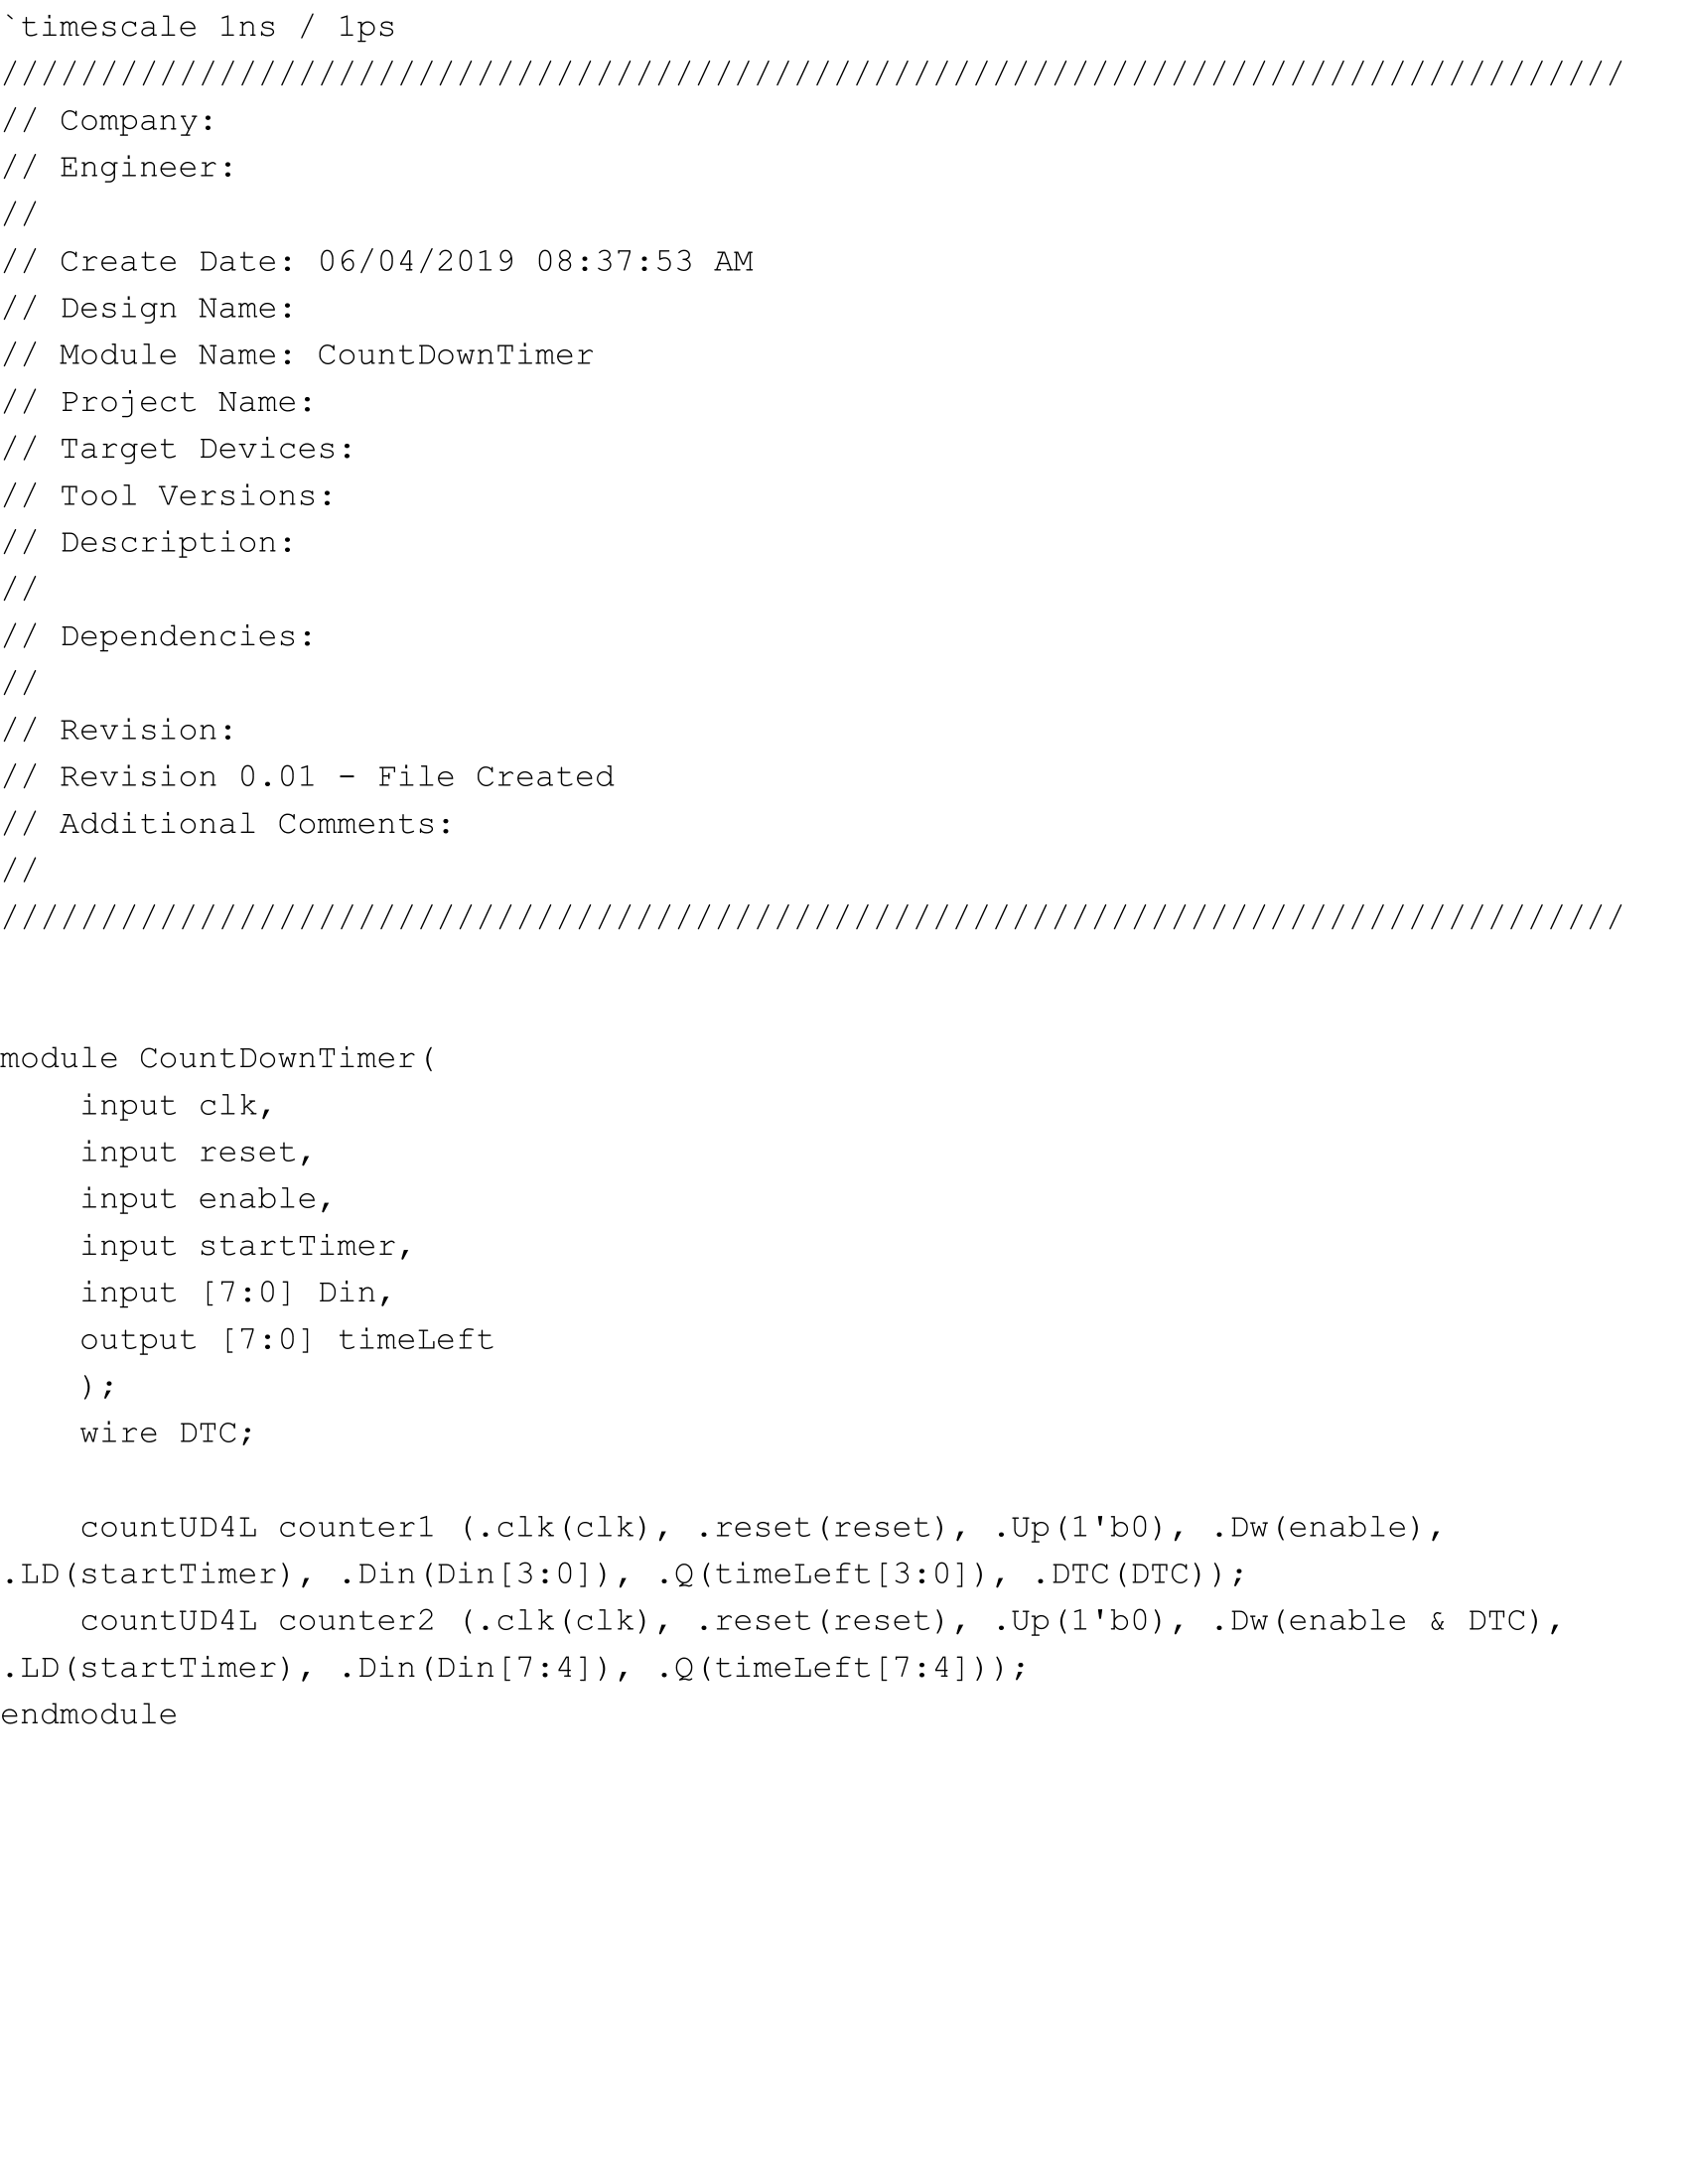 `timescale 1ns / 1ps
//////////////////////////////////////////////////////////////////////////////////
// Company:
// Engineer:
//
// Create Date: 06/04/2019 08:37:53 AM
// Design Name:
// Module Name: CountDownTimer
// Project Name:
// Target Devices:
// Tool Versions:
// Description:
//
// Dependencies:
//
// Revision:
// Revision 0.01 - File Created
// Additional Comments:
//
//////////////////////////////////////////////////////////////////////////////////
module CountDownTimer(
    input clk,
    input reset,
    input enable,
    input startTimer,
    input [7:0] Din,
    output [7:0] timeLeft
    );
    wire DTC;
    countUD4L counter1 (.clk(clk), .reset(reset), .Up(1'b0), .Dw(enable),
.LD(startTimer), .Din(Din[3:0]), .Q(timeLeft[3:0]), .DTC(DTC));
    countUD4L counter2 (.clk(clk), .reset(reset), .Up(1'b0), .Dw(enable & DTC),
.LD(startTimer), .Din(Din[7:4]), .Q(timeLeft[7:4]));
endmodule